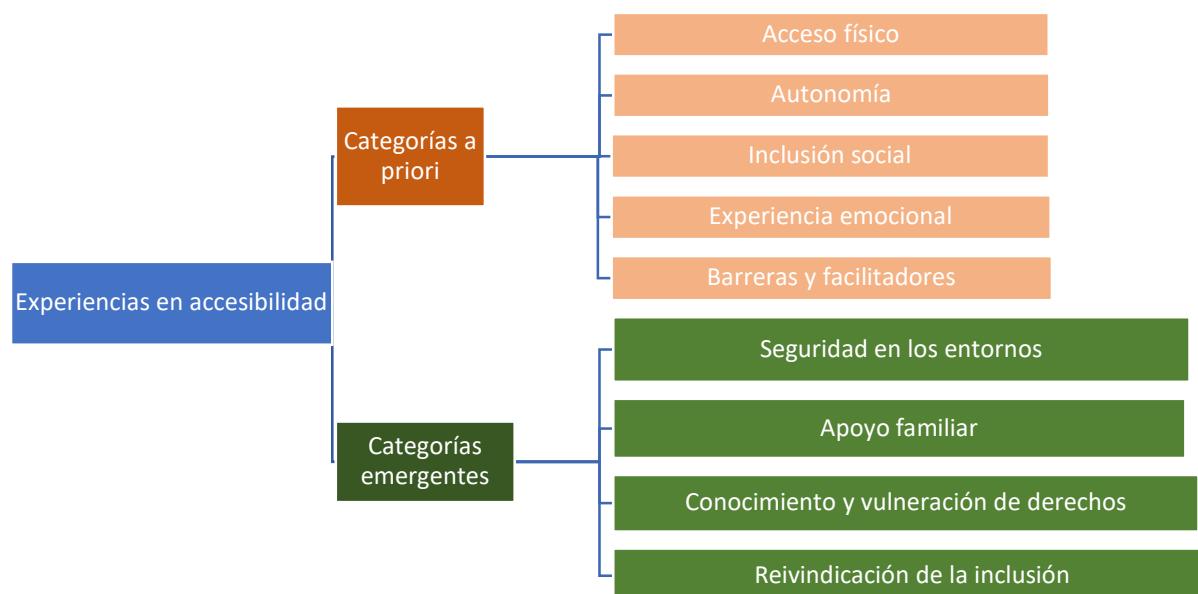 Experiencias en accesibilidad
Categorías a
priori
Acceso físico
Autonomía
Inclusión social
Experiencia emocional
Barreras y facilitadores
Categorías
emergentes
Seguridad en los entornos
Apoyo familiar
Conocimiento y vulneración de derechos
Reivindicación de la inclusión